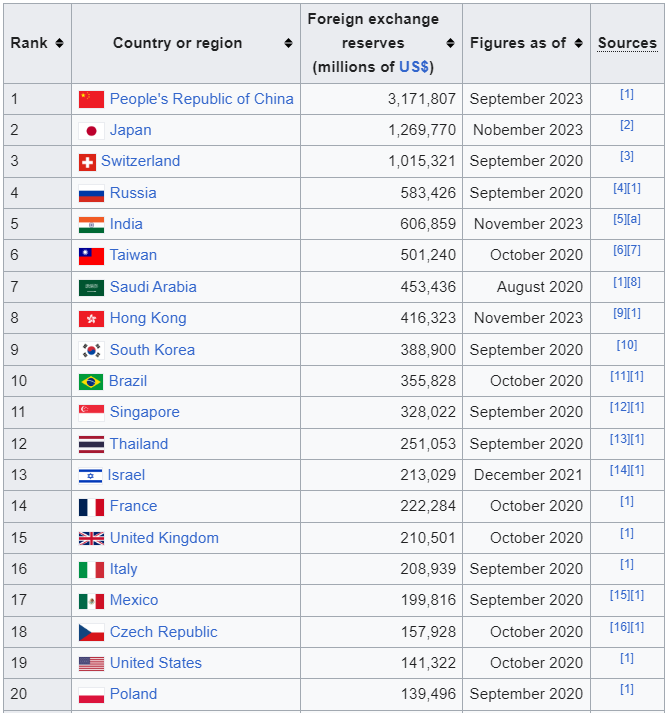 Rank Country or region Foreign exchange reserves (millions of US$) Figures as of Sources
1 People's Republic of China 3,171,807 September 2023 [1]
2 Japan 1,269,770 Nobember 2023 [2]
3 Switzerland 1,015,321 September 2020 [3]
4 Russia 583,426 September 2020 [4][1]
5 India 606,859 November 2023 [5][a]
6 Taiwan 501,240 October 2020 [6][7]
7 Saudi Arabia 453,436 August 2020 [1][8]
8 Hong Kong 416,323 November 2023 [9][1]
9 South Korea 388,900 September 2020 [10]
10 Brazil 355,828 October 2020 [11][1]
11 Singapore 328,022 September 2020 [12][1]
12 Thailand 251,053 September 2020 [13][1]
13 Israel 213,029 December 2021 [14][1]
14 France 222,284 October 2020 [1]
15 United Kingdom 210,501 October 2020 [1]
16 Italy 208,939 September 2020 [1]
17 Mexico 199,816 September 2020 [15][1]
18 Czech Republic 157,928 October 2020 [16][1]
19 United States 141,322 October 2020 [1]
20 Poland 139,496 September 2020 [1]